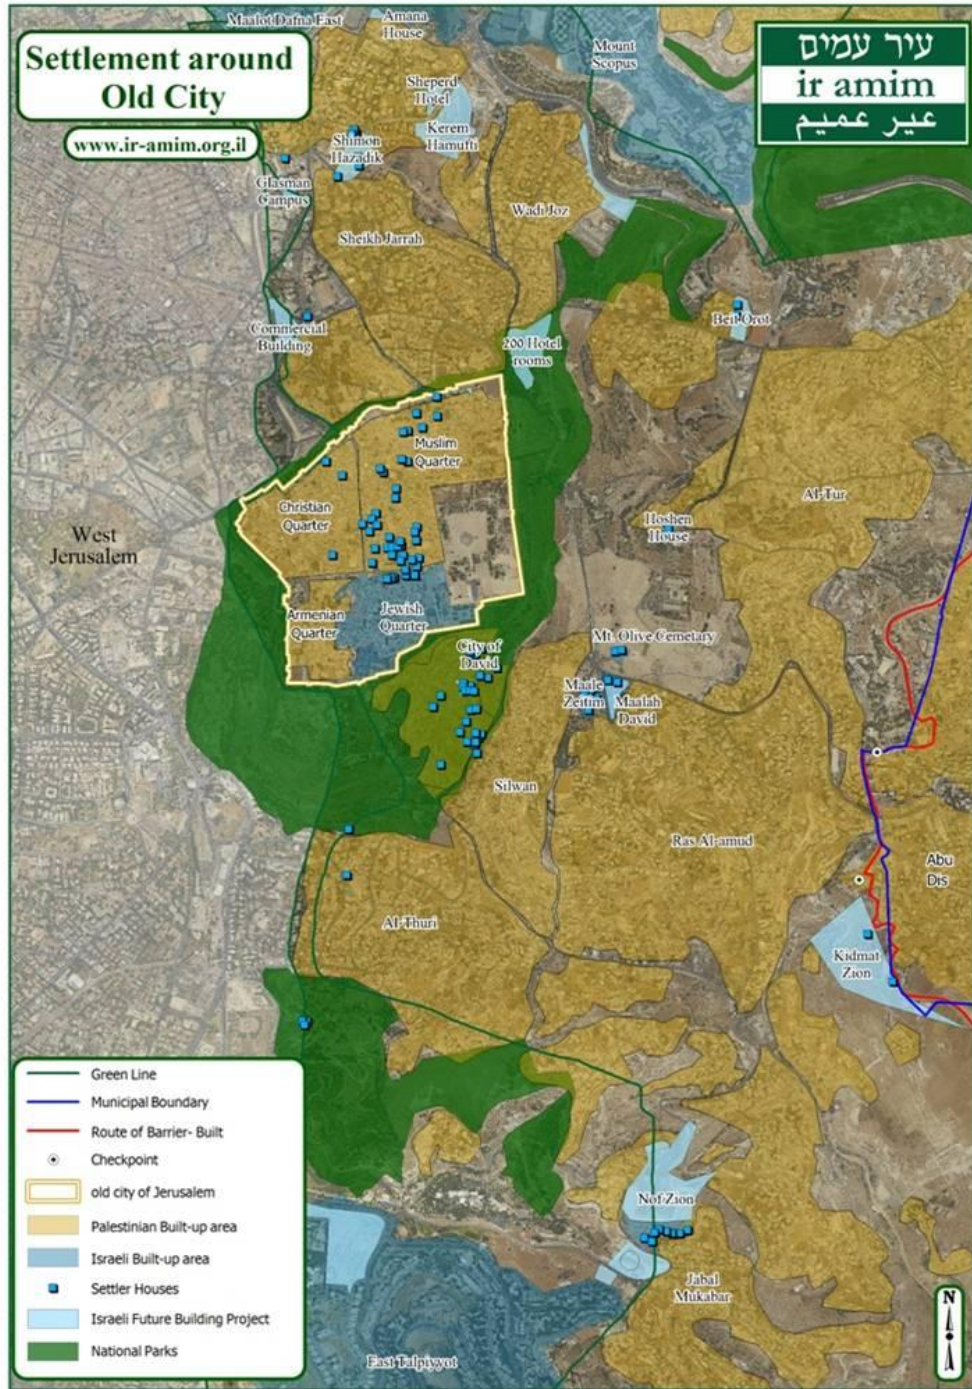 Maalot Dafna East
Amana
House
Settlement around
Old City
www.ir-amim.org.il
עיר עמים
ir amim
عير عميم
Mount
Scopus
Sheperd
Hotel
Kerem
Hamufti
Shimon
Hazadik
Glasman
Campus
Wadi Joz
Sheikh Jarrah
Commercial
Building
200 Hotel
rooms
Beit Orot
Muslim
Quarter
Christian
Quarter
West
Jerusalem
Al-Tur
Hoshen
House
Armenian
Quarter
Jewish
Quarter
City of
David
Mt. Olive Cemetary
Maale
Zeitim
Maalah
David
Silwan
Ras Al-amud
Abu
Dis
Al-Thuri
Kidmat
Zion
Nof Zion
Jabal
Mukabar
East Talpiyyot
Green Line
Municipal Boundary
Route of Barrier- Built
Checkpoint
old city of Jerusalem
Palestinian Built-up area
Israeli Built-up area
Settler Houses
Israeli Future Building Project
National Parks
N